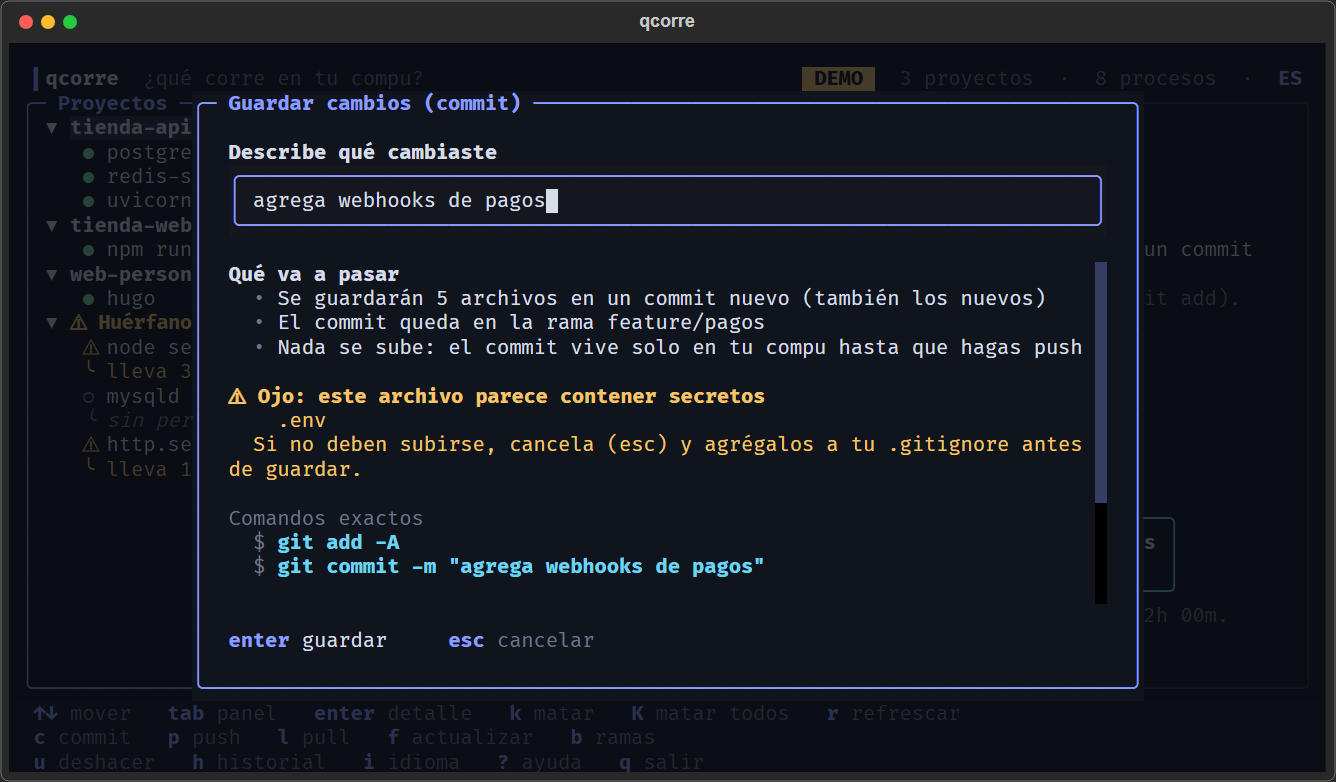 qcorre
qcorre ¿qué corre en tu compu? DEMO 3 proyectos · 8 procesos · ES
Proyectos
Guardar cambios (commit)
▼ tienda-api
● postgre
● redis-s
● uvicorn
▼ tienda-web
● npm run
▼ web-person
● hugo
▼ ⚠ Huérfano
⚠ node se
lleva 3
○ mysqld
sin per
⚠ http.se
lleva 1
Describe qué cambiaste
agrega webhooks de pagos
Qué va a pasar
• Se guardarán 5 archivos en un commit nuevo (también los nuevos)
• El commit queda en la rama feature/pagos
• Nada se sube: el commit vive solo en tu compu hasta que hagas push
⚠ Ojo: este archivo parece contener secretos
.env
Si no deben subirse, cancela (esc) y agrégalos a tu .gitignore antes
de guardar.
Comandos exactos
$ git add -A
$ git commit -m "agrega webhooks de pagos"
enter guardar esc cancelar
un commit
it add).
s
2h 00m.
↑↓ mover tab panel enter detalle k matar K matar todos r refrescar
c commit p push l pull f actualizar b ramas
u deshacer h historial i idioma ? ayuda q salir